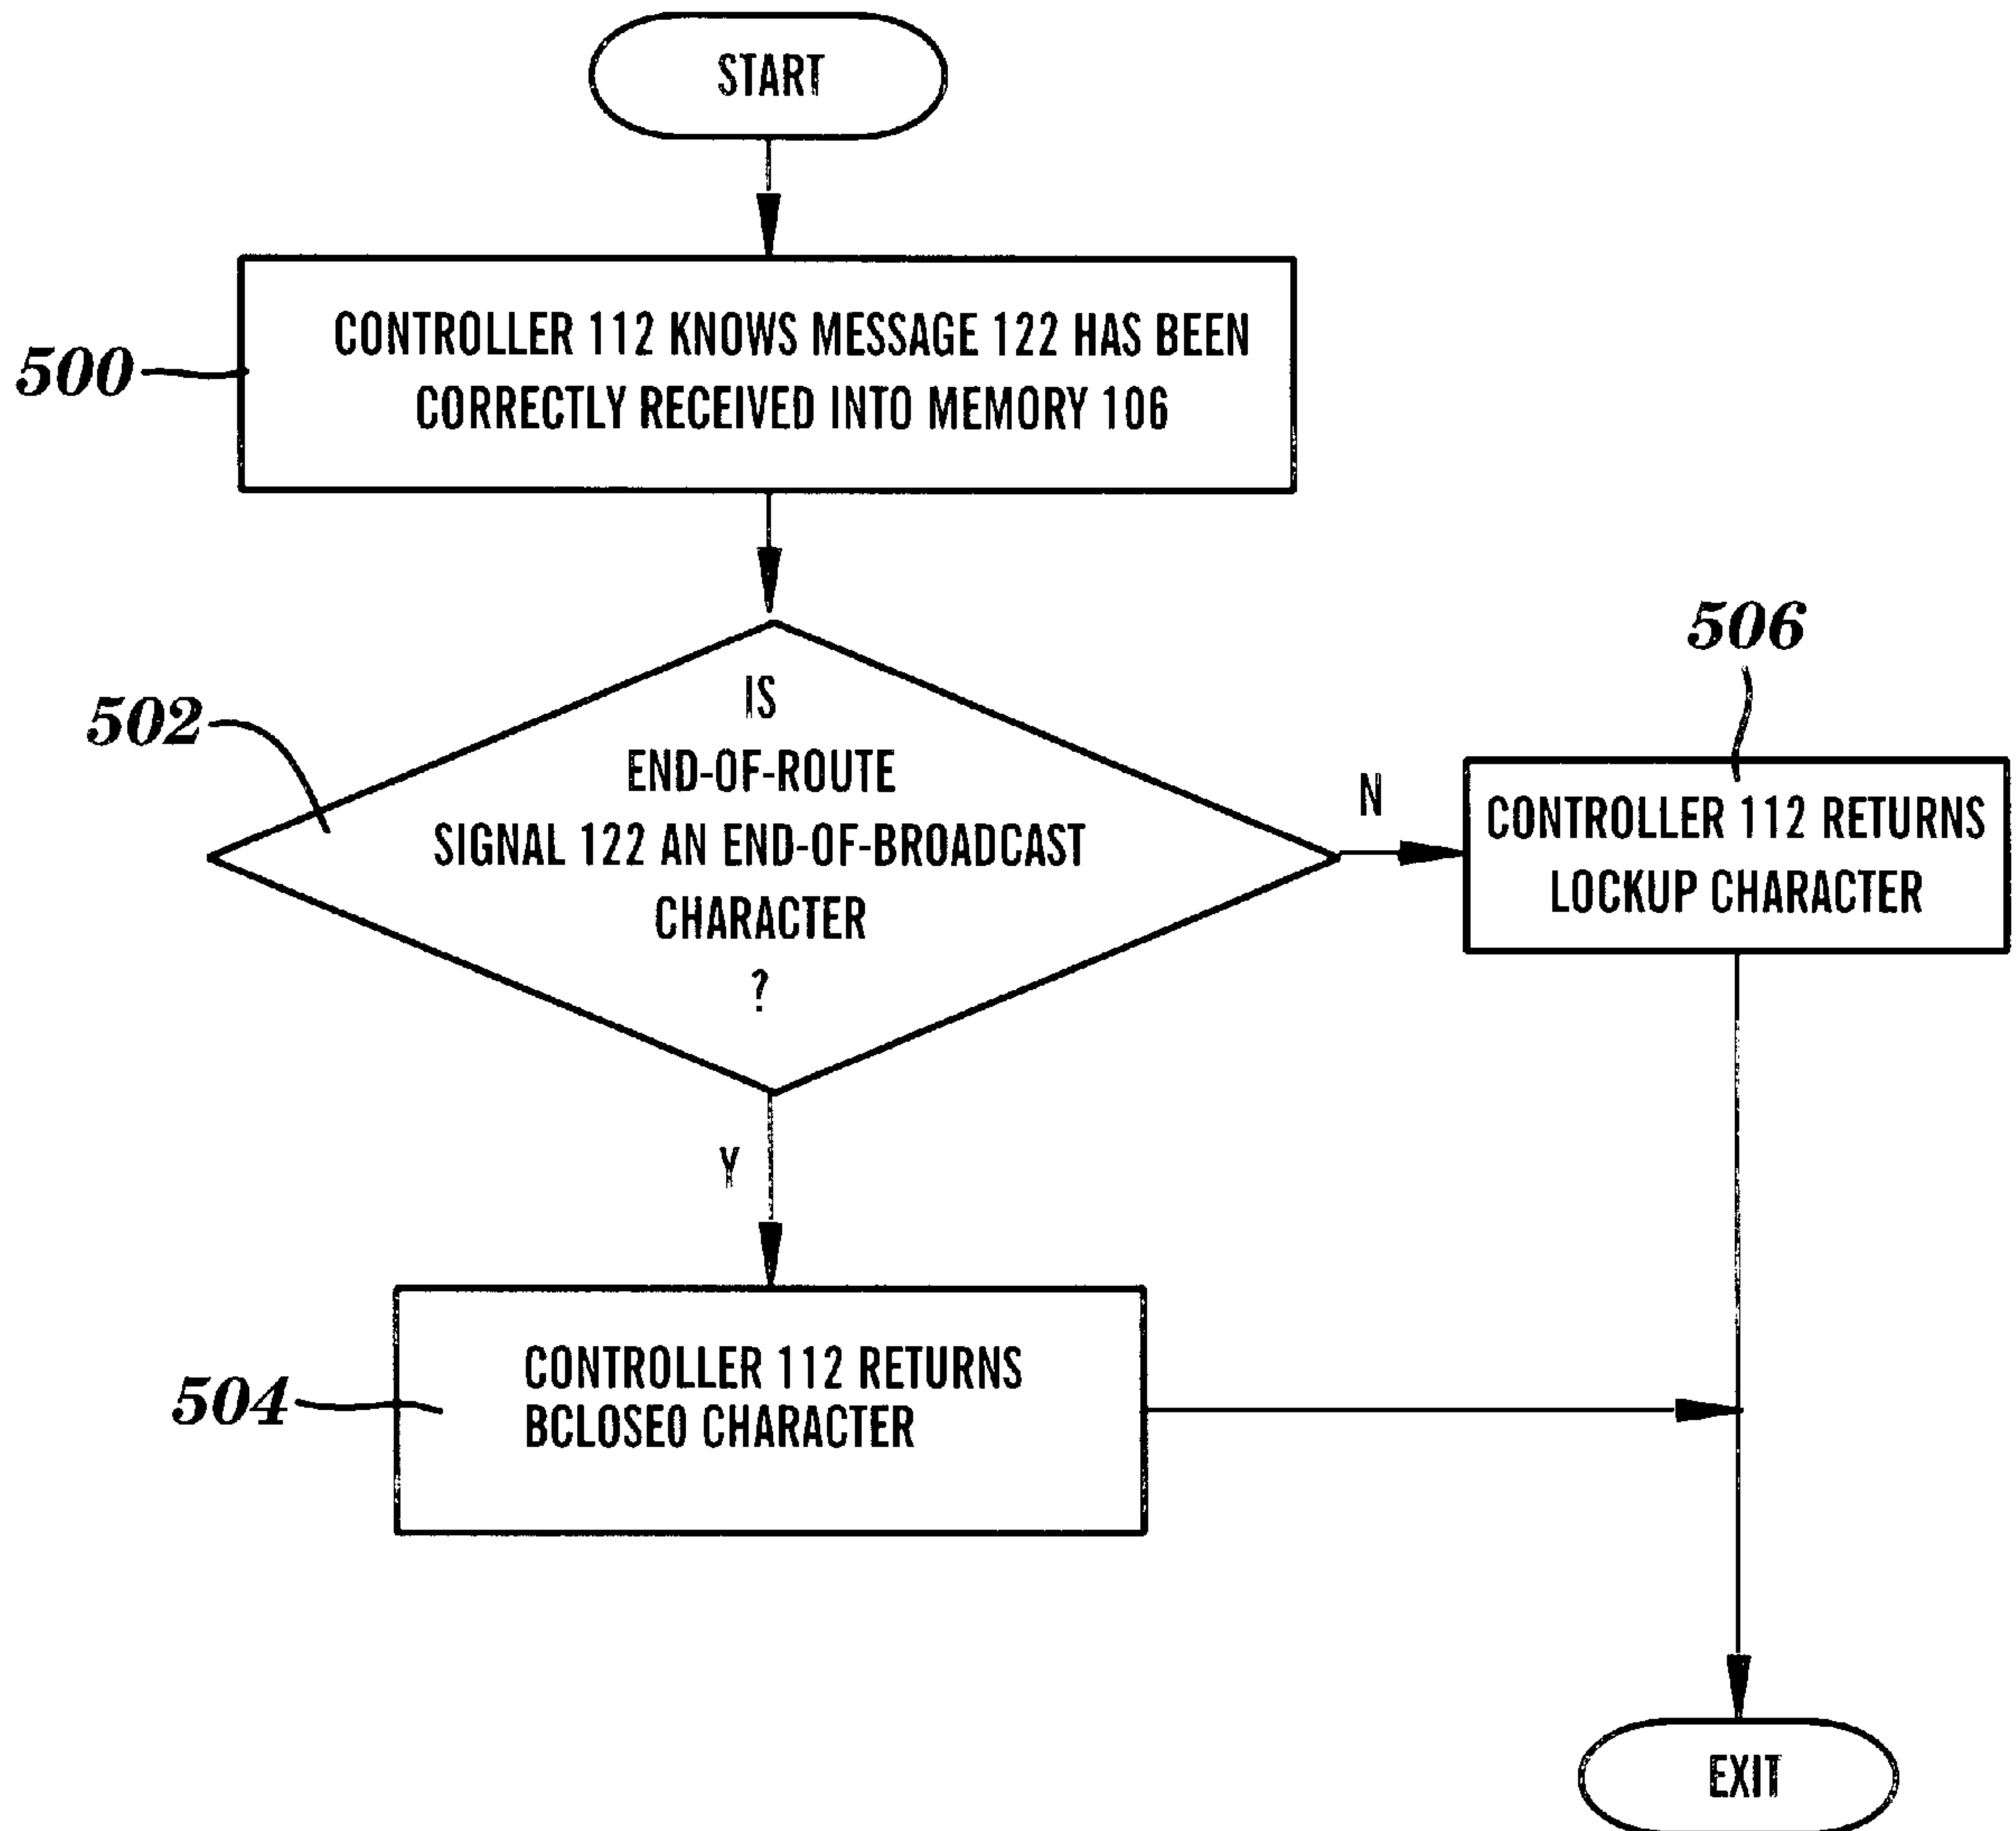 START
500
CONTROLLER 112 KNOWS MESSAGE 122 HAS BEEN
CORRECTLY RECEIVED INTO MEMORY 106
502
IS
END-OF-ROUTE
SIGNAL 122 AN END-OF-BROADCAST
CHARACTER
?
N
506
CONTROLLER 112 RETURNS
LOCKUP CHARACTER
Y
504
CONTROLLER 112 RETURNS
BCLOSE0 CHARACTER
EXIT